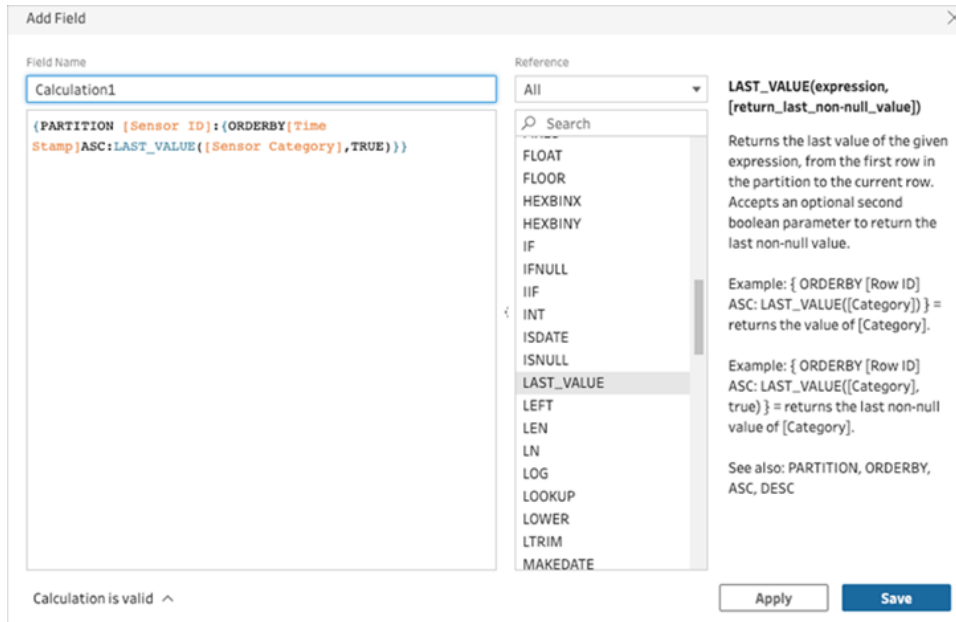 Add Field
Field Name
Calculation1
{PARTITION [Sensor ID]:{ORDERBY[Time
Stamp]ASC:LAST_VALUE([Sensor Category],TRUE)}}
Reference
All
Search
FLOAT
FLOOR
HEXBINX
HEXBINY
IF
IFNULL
IIF
INT
ISDATE
ISNULL
LAST_VALUE
LEFT
LEN
LN
LOG
LOOKUP
LOWER
LTRIM
MAKEDATE
LAST_VALUE(expression,
[return_last_non-null_value])
Returns the last value of the given
expression, from the first row in
the partition to the current row.
Accepts an optional second
boolean parameter to return the
last non-null value.
Example: { ORDERBY [Row ID]
ASC: LAST_VALUE([Category]) } =
returns the value of [Category].
Example: { ORDERBY [Row ID]
ASC: LAST_VALUE([Category],
true) } = returns the last non-null
value of [Category].
See also: PARTITION, ORDERBY,
ASC, DESC
Calculation is valid
Apply
Save